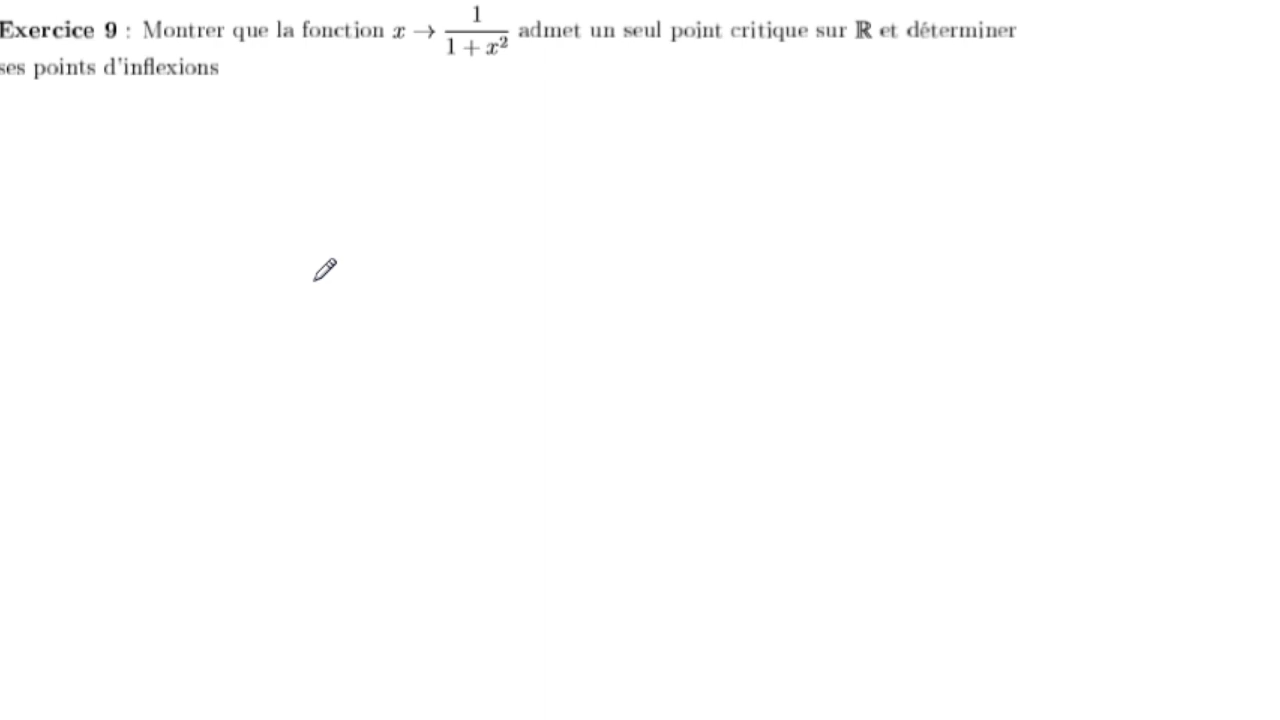 Exercice 9 : Montrer que la fonction x → 1/(1 + x²) admet un seul point critique sur ℝ et déterminer
ses points d'inflexions